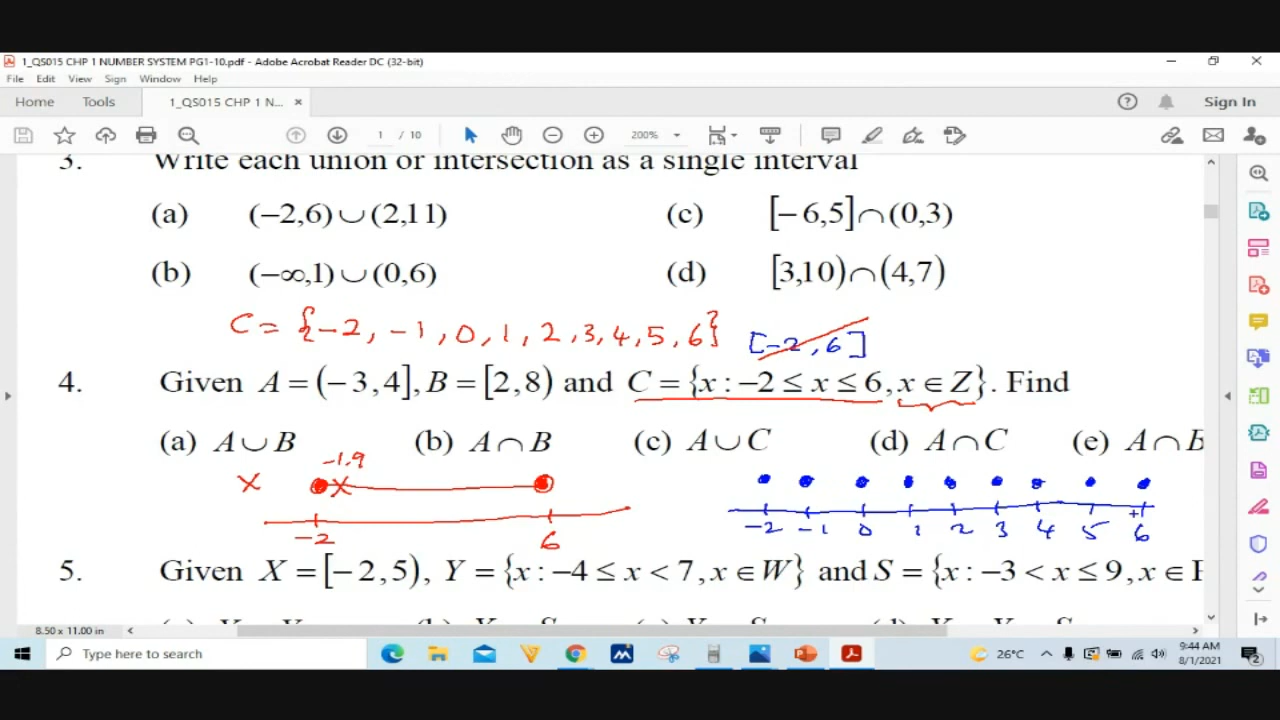 1_QS015 CHP 1 NUMBER SYSTEM PG1-10.pdf - Adobe Acrobat Reader DC (32-bit)
File Edit View Sign Window Help
Home Tools 1_QS015 CHP 1 N... × Sign In
1 / 10 200%
3. Write each union or intersection as a single interval
(a) (−2,6)∪(2,11) (c) [−6,5]∩(0,3)
(b) (−∞,1)∪(0,6) (d) [3,10)∩(4,7)
C = {−2, −1, 0, 1, 2, 3, 4, 5, 6} [−2, 6]
4. Given A = (−3,4], B = [2,8) and C = {x : −2 ≤ x ≤ 6, x ∈ Z}. Find
(a) A∪B (b) A∩B (c) A∪C (d) A∩C (e) A∩
−1.9
X X
−2 6 −2 −1 0 1 2 3 4 5 6
5. Given X = [−2,5), Y = {x : −4 ≤ x < 7, x ∈ W} and S = {x : −3 < x ≤ 9, x ∈
8.50 x 11.00 in
Type here to search 26°C 9:44 AM
8/1/2021
2